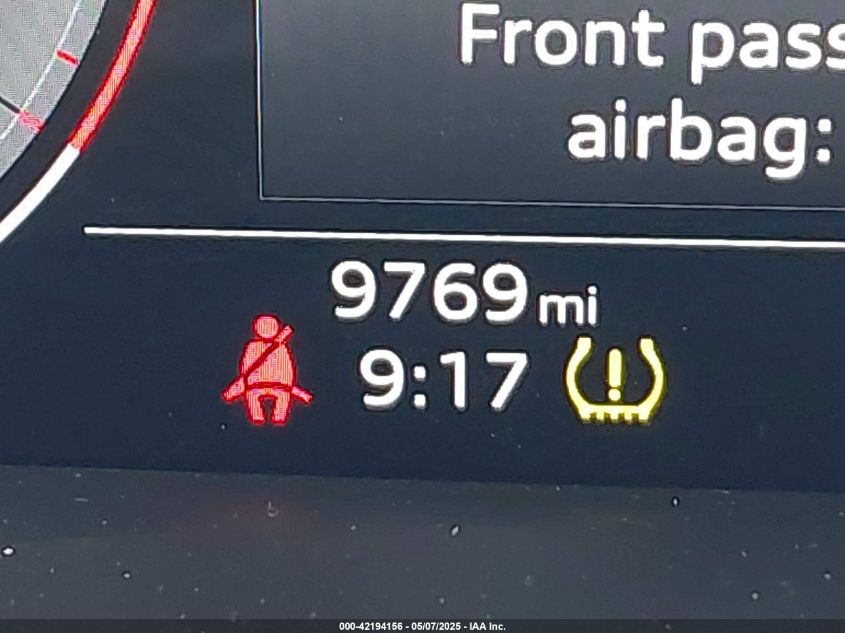 Front pass
airbag:
9769 mi
9:17
000-42194156 - 05/07/2025 - IAA Inc.